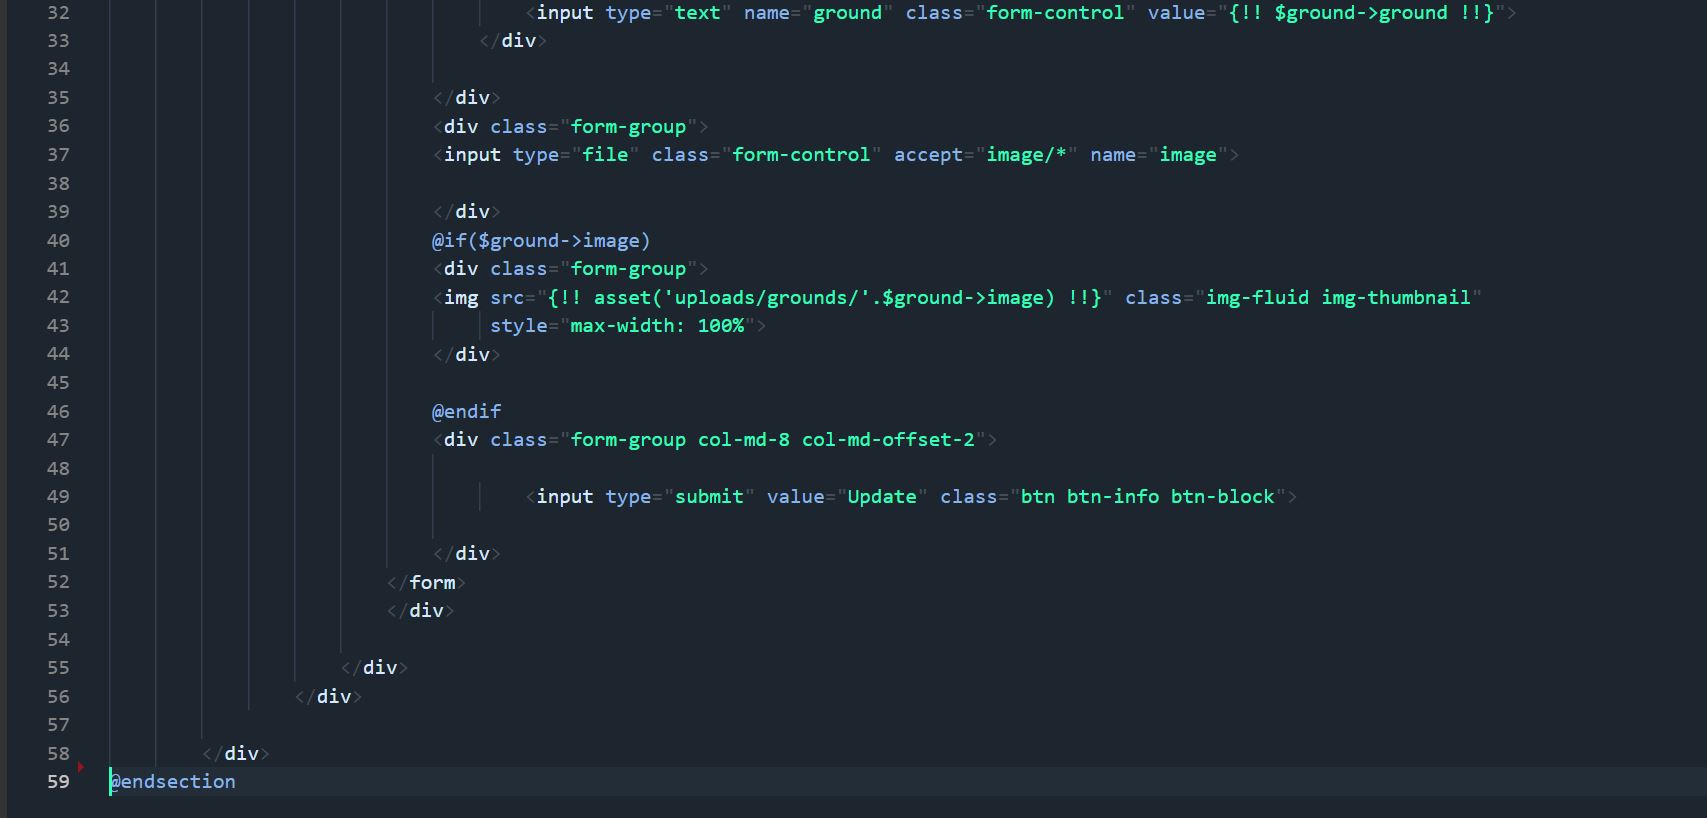 32 <input type="text" name="ground" class="form-control" value="{!! $ground->ground !!}">
33 </div>
34
35 </div>
36 <div class="form-group">
37 <input type="file" class="form-control" accept="image/*" name="image">
38
39 </div>
40 @if($ground->image)
41 <div class="form-group">
42 <img src="{!! asset('uploads/grounds/'.$ground->image) !!}" class="img-fluid img-thumbnail"
43 style="max-width: 100%">
44 </div>
45
46 @endif
47 <div class="form-group col-md-8 col-md-offset-2">
48
49 <input type="submit" value="Update" class="btn btn-info btn-block">
50
51 </div>
52 </form>
53 </div>
54
55 </div>
56 </div>
57
58 </div>
59 @endsection